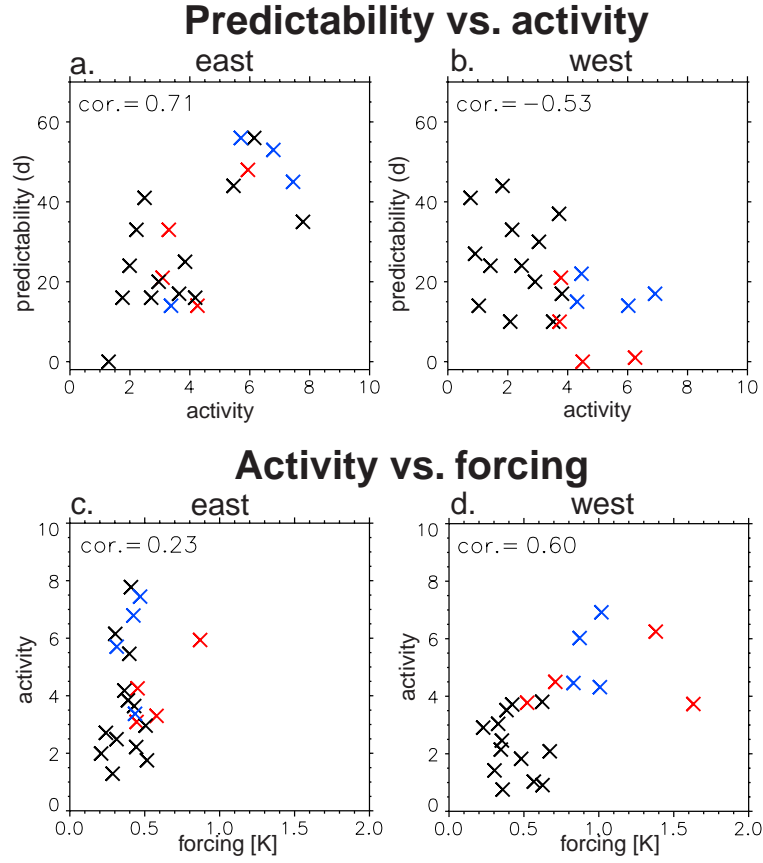 Predictability vs. activity
a. east
b. west
cor.= 0.71
cor.= −0.53
predictability (d)
60
40
20
0
0 2 4 6 8 10
activity
predictability (d)
60
40
20
0
0 2 4 6 8 10
activity
Activity vs. forcing
c. east
d. west
cor.= 0.23
cor.= 0.60
activity
10
8
6
4
2
0
0.0 0.5 1.0 1.5 2.0
forcing [K]
activity
10
8
6
4
2
0
0.0 0.5 1.0 1.5 2.0
forcing [K]